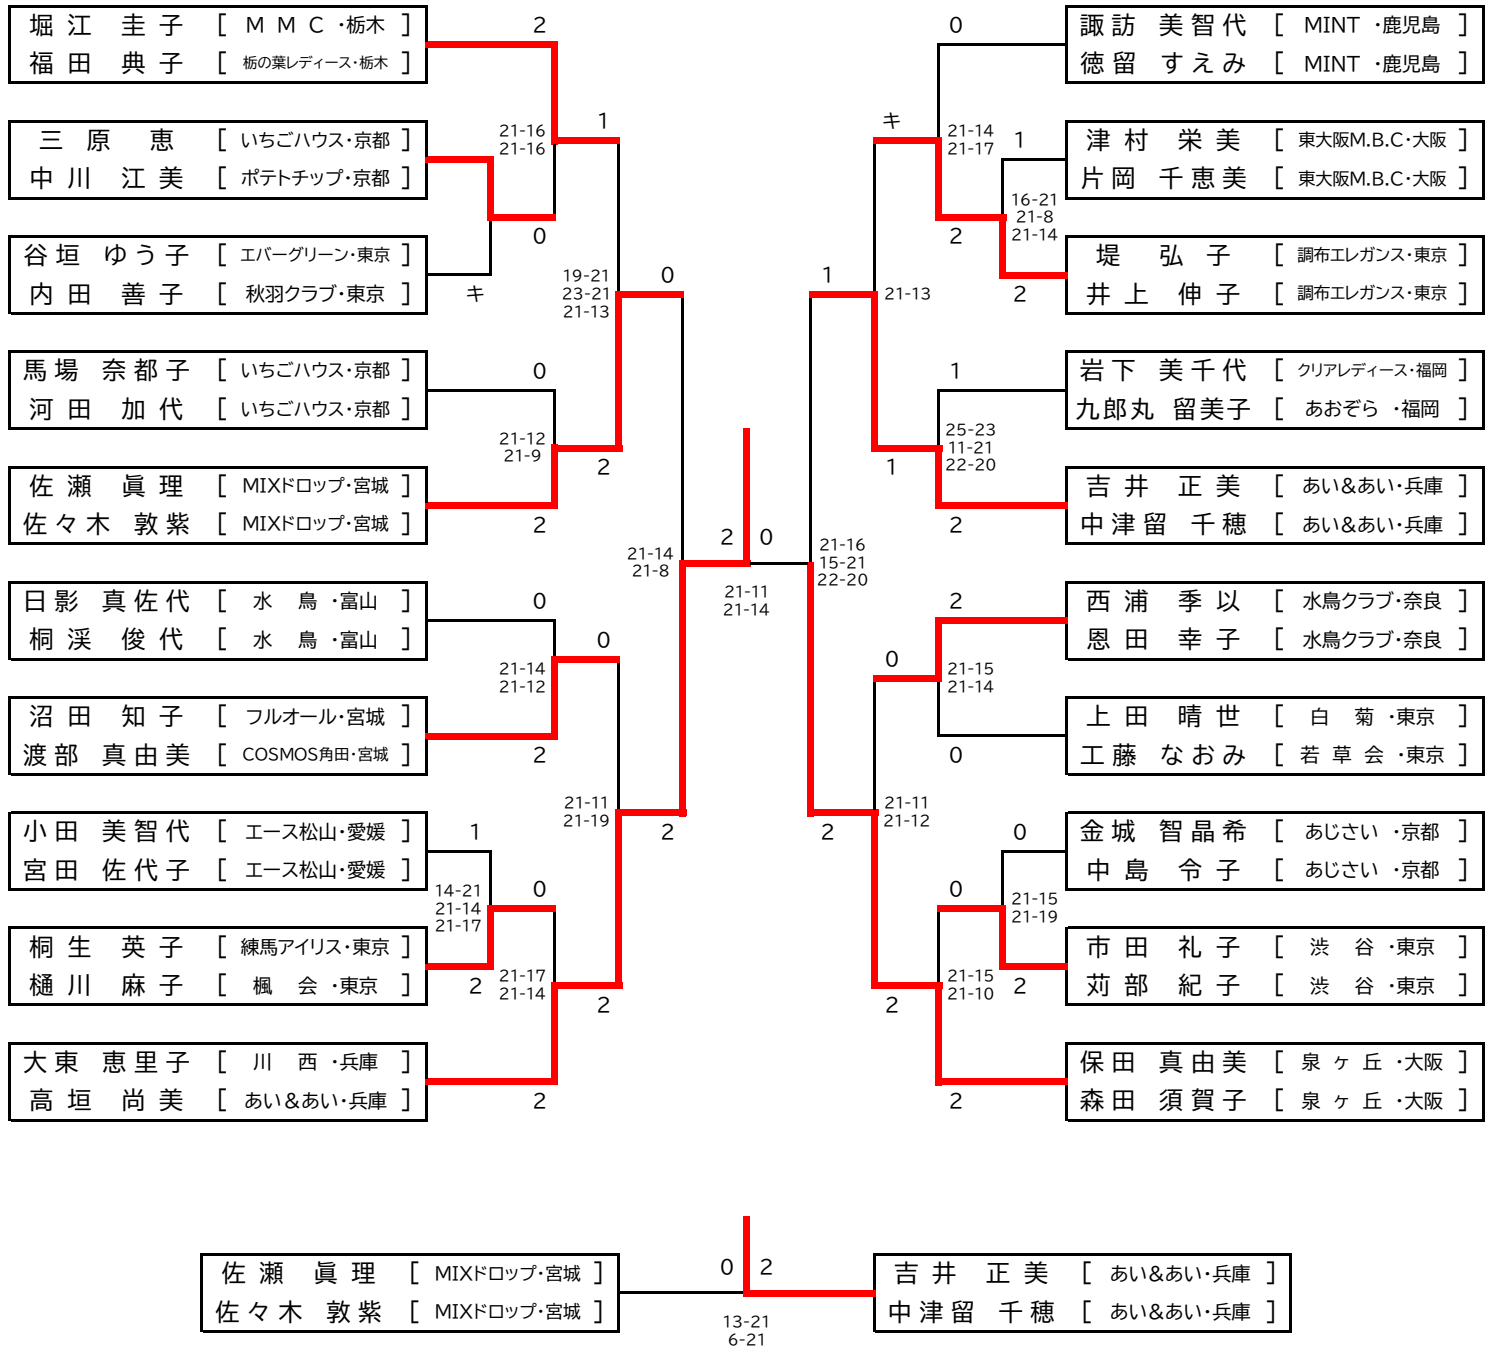 堀江 圭子 [ ＭＭＣ・栃木 ]
福田 典子 [ 栃の葉レディース・栃木 ]
三原 恵 [ いちごハウス・京都 ]
中川 江美 [ ポテトチップ・京都 ]
谷垣 ゆう子 [ エバーグリーン・東京 ]
内田 善子 [ 秋羽クラブ・東京 ]
馬場 奈都子 [ いちごハウス・京都 ]
河田 加代 [ いちごハウス・京都 ]
佐瀬 眞理 [ MIXドロップ・宮城 ]
佐々木 敦紫 [ MIXドロップ・宮城 ]
日影 真佐代 [ 水鳥・富山 ]
桐渓 俊代 [ 水鳥・富山 ]
沼田 知子 [ フルオール・宮城 ]
渡部 真由美 [ COSMOS角田・宮城 ]
小田 美智代 [ エース松山・愛媛 ]
宮田 佐代子 [ エース松山・愛媛 ]
桐生 英子 [ 練馬アイリス・東京 ]
樋川 麻子 [ 楓会・東京 ]
大東 恵里子 [ 川西・兵庫 ]
高垣 尚美 [ あい＆あい・兵庫 ]
2
21-16
21-16
0
キ
1
19-21
23-21
21-13
0
21-12
21-9
2
2
0
21-14
21-8
0
21-14
21-12
2
0
21-11
21-19
1
14-21
21-14
21-17
2
0
21-17
21-14
2
2
2
2 0
21-11
21-14
0
キ
21-14
21-17
1
16-21
21-8
21-14
2
2
1
21-13
1
25-23
11-21
22-20
1
2
21-16
15-21
22-20
2
0
21-15
21-14
0
2
21-11
21-12
0
0
21-15
21-19
2
21-15
21-10
2
2
諏訪 美智代 [ MINT・鹿児島 ]
徳留 すえみ [ MINT・鹿児島 ]
津村 栄美 [ 東大阪M.B.C・大阪 ]
片岡 千恵美 [ 東大阪M.B.C・大阪 ]
堤 弘子 [ 調布エレガンス・東京 ]
井上 伸子 [ 調布エレガンス・東京 ]
岩下 美千代 [ クリアレディース・福岡 ]
九郎丸 留美子 [ あおぞら・福岡 ]
吉井 正美 [ あい＆あい・兵庫 ]
中津留 千穂 [ あい＆あい・兵庫 ]
西浦 季以 [ 水鳥クラブ・奈良 ]
恩田 幸子 [ 水鳥クラブ・奈良 ]
上田 晴世 [ 白菊・東京 ]
工藤 なおみ [ 若草会・東京 ]
金城 智晶希 [ あじさい・京都 ]
中島 令子 [ あじさい・京都 ]
市田 礼子 [ 渋谷・東京 ]
苅部 紀子 [ 渋谷・東京 ]
保田 真由美 [ 泉ヶ丘・大阪 ]
森田 須賀子 [ 泉ヶ丘・大阪 ]
佐瀬 眞理 [ MIXドロップ・宮城 ]
佐々木 敦紫 [ MIXドロップ・宮城 ]
0 2
13-21
6-21
吉井 正美 [ あい＆あい・兵庫 ]
中津留 千穂 [ あい＆あい・兵庫 ]